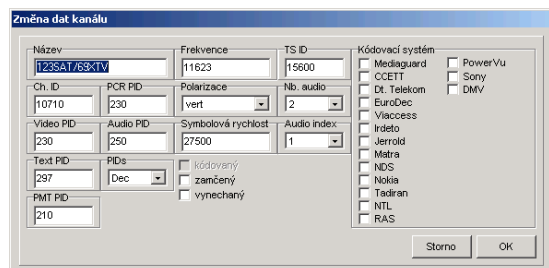 Změna dat kanálu
Název Frekvence TS ID Kódovací systém
123SAT/69XTV 11623 15600 Mediaguard PowerVu
CCETT Sony
Ch. ID PCR PID Polarizace Nb. audio Dt. Telekom DMV
10710 230 vert 2 EuroDec
Viaccess
Video PID Audio PID Symbolová rychlost Audio index Irdeto
230 250 27500 1 Jerrold
Matra
Text PID PIDs kódovaný NDS
297 Dec zamčený Nokia
vynechaný Tadiran
PMT PID NTL
210 RAS
Storno OK